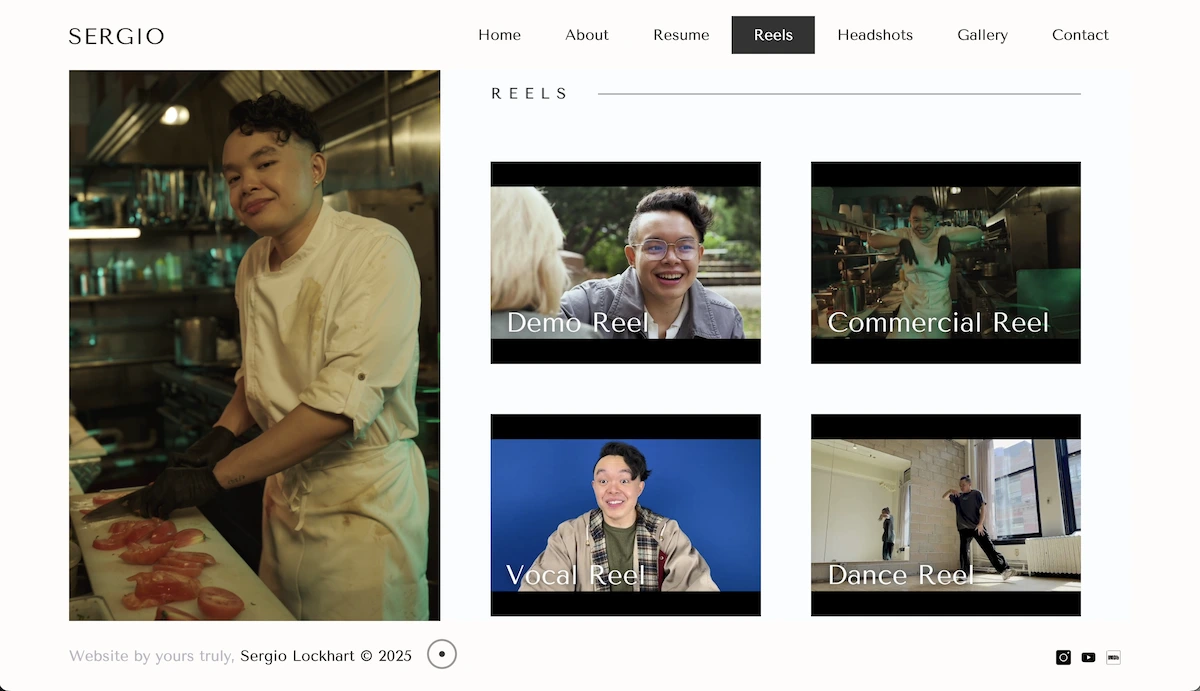 SERGIO
Home About Resume Reels Headshots Gallery Contact
REELS
Demo Reel
Commercial Reel
Vocal Reel
Dance Reel
Website by yours truly, Sergio Lockhart © 2025